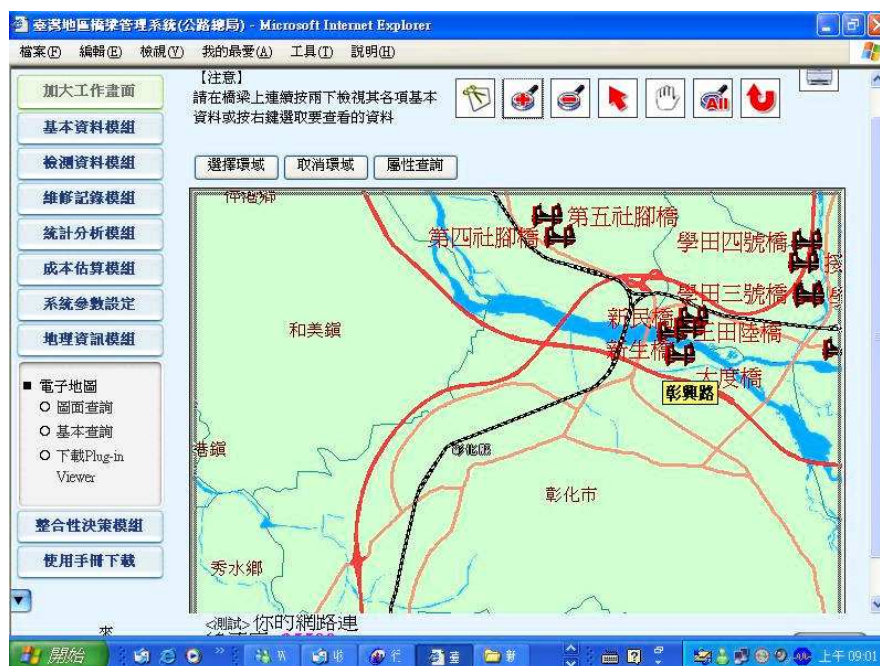 臺灣地區橋梁管理系統(公路總局) - Microsoft Internet Explorer
檔案(F) 編輯(E) 檢視(V) 我的最愛(A) 工具(T) 說明(H)
加大工作畫面
基本資料模組
檢測資料模組
維修記錄模組
統計分析模組
成本估算模組
系統參數設定
地理資訊模組
電子地圖
圖面查詢
基本查詢
下載Plug-in
Viewer
整合性決策模組
使用手冊下載
【注意】
請在橋梁上連續按兩下檢視其各項基本
資料或按右鍵選取要查看的資料
All
選擇環域 取消環域 屬性查詢
第五社腳橋
第四社腳橋
學田四號橋
學田三號橋
新民橋
新生橋
大度橋
彰興路
和美鎮
港鎮
彰化市
秀水鄉
<測試> 你的網路連
開始
上午 09:01